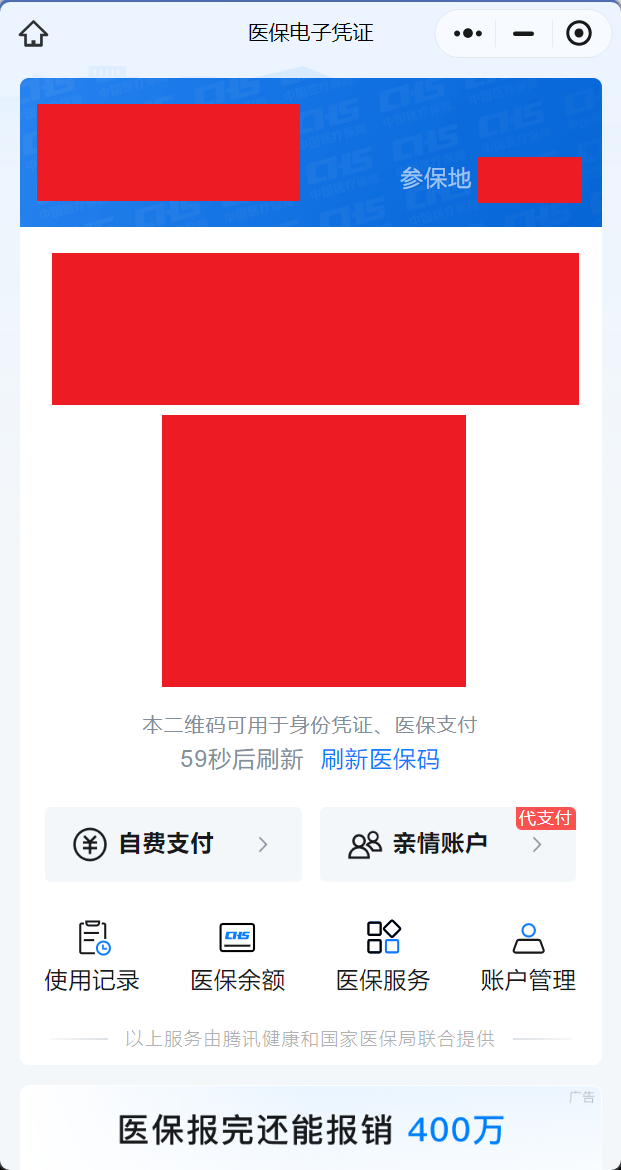 医保电子凭证
参保地
本二维码可用于身份凭证、医保支付
59秒后刷新 刷新医保码
自费支付
代支付
亲情账户
CHS
使用记录 医保余额 医保服务 账户管理
以上服务由腾讯健康和国家医保局联合提供
广告
医保报完还能报销 400万